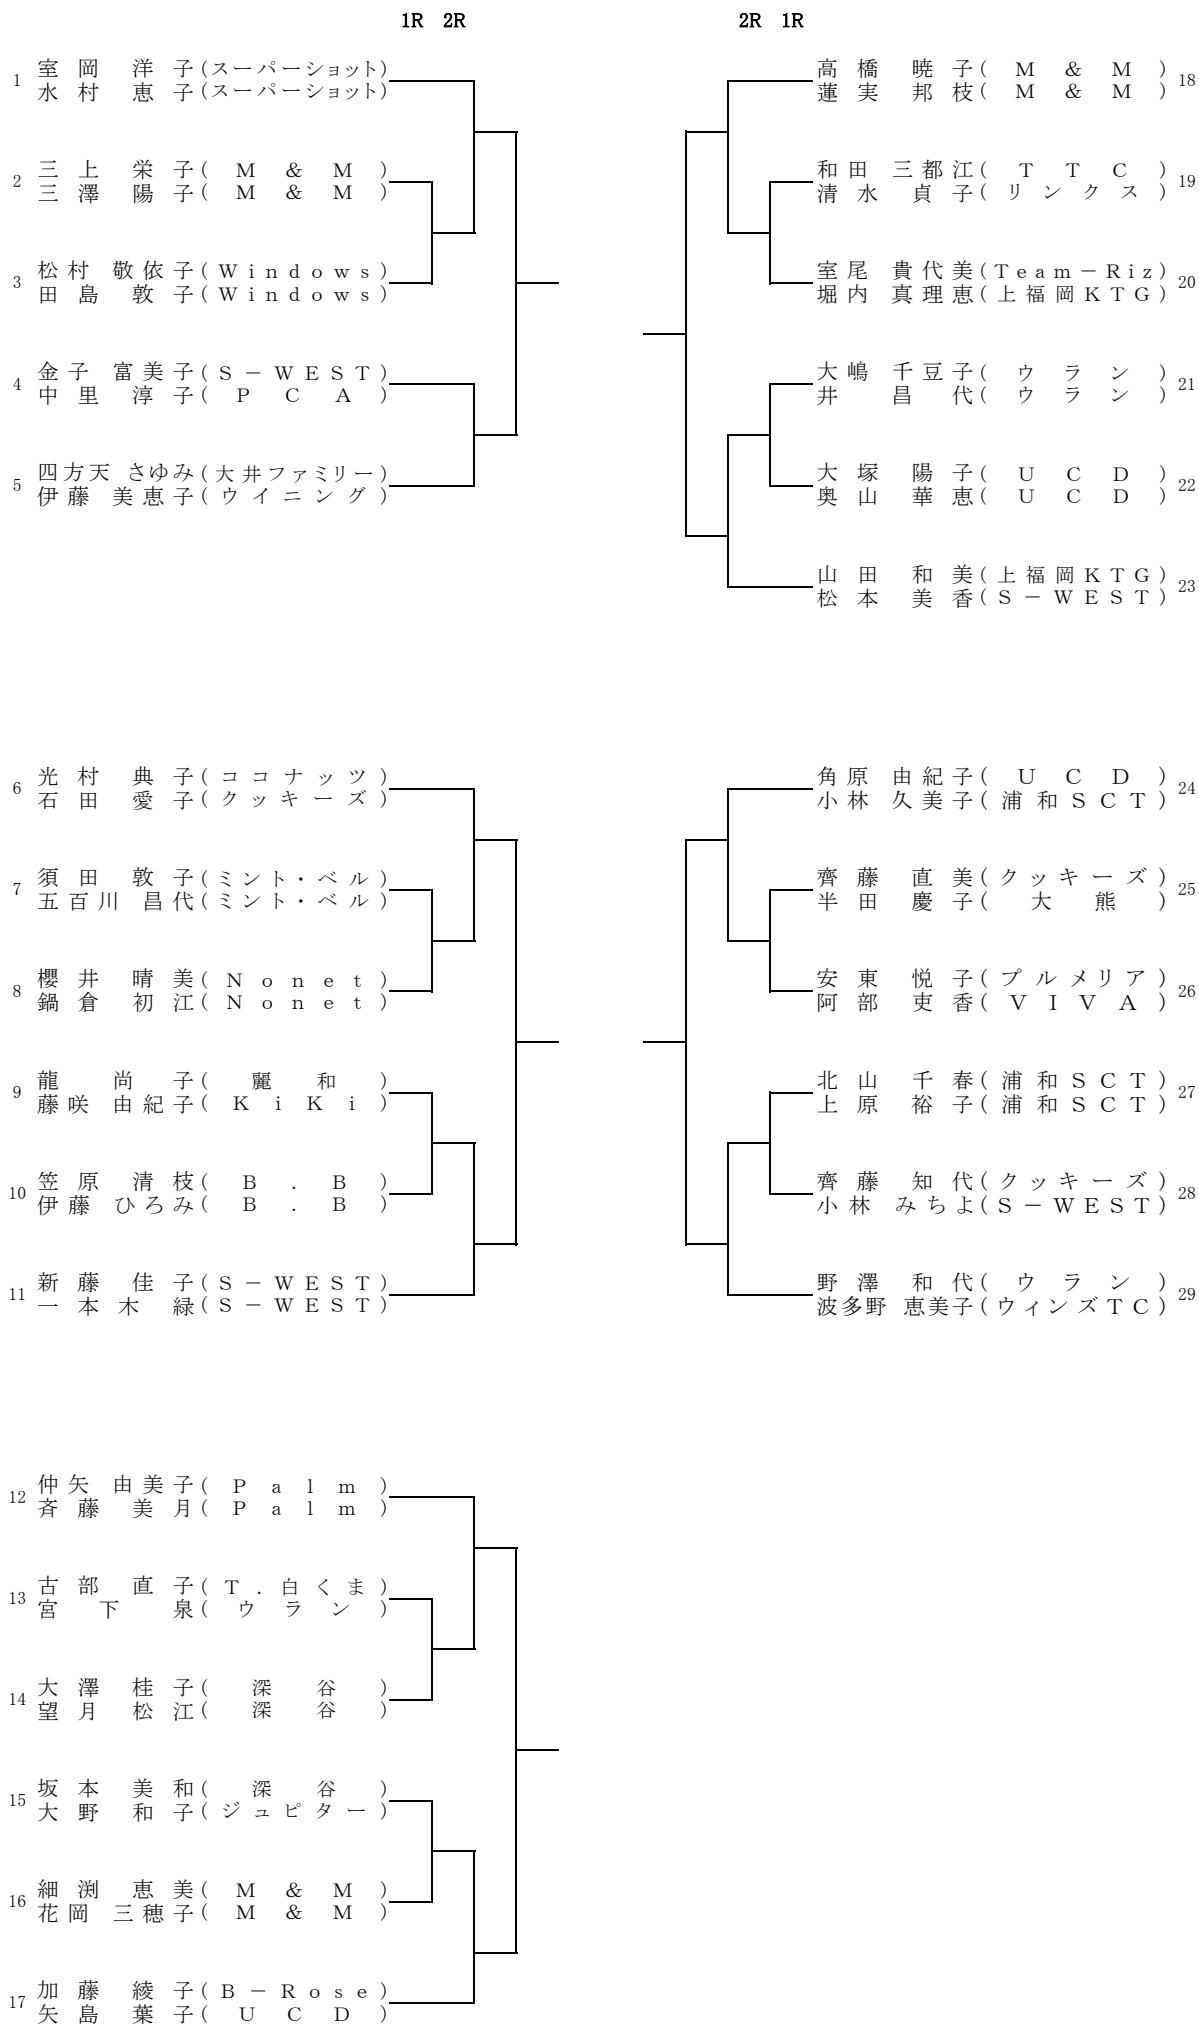 1R 2R
1 室岡 洋子(スーパーショット)
水村 恵子(スーパーショット)
2 三上 栄子(M&M)
三澤 陽子(M&M)
3 松村 敬依子(Windows)
田島 敦子(Windows)
4 金子 富美子(S－WEST)
中里 淳子(PCA)
5 四方天 さゆみ(大井ファミリー)
伊藤 美恵子(ウイニング)
6 光村 典子(ココナッツ)
石田 愛子(クッキーズ)
7 須田 敦子(ミント・ベル)
五百川 昌代(ミント・ベル)
8 櫻井 晴美(Nonet)
鍋倉 初江(Nonet)
9 龍 尚子(麗和)
藤咲 由紀子(KiKi)
10 笠原 清枝(B.B)
伊藤 ひろみ(B.B)
11 新藤 佳子(S－WEST)
一本木 緑(S－WEST)
12 仲矢 由美子(Palm)
斉藤 美月(Palm)
13 古部 直子(T.白くま)
宮下 泉(ウラン)
14 大澤 桂子(深谷)
望月 松江(深谷)
15 坂本 美和(深谷)
大野 和子(ジュピター)
16 細渕 恵美(M&M)
花岡 三穂子(M&M)
17 加藤 綾子(B－Rose)
矢島 葉子(UCD)
2R 1R
高橋 暁子(M&M) 18
蓮実 邦枝(M&M)
和田 三都江(TTC) 19
清水 貞子(リンクス)
室尾 貴代美(Team－Riz) 20
堀内 真理恵(上福岡KTG)
大嶋 千豆子(ウラン) 21
井 昌代(ウラン)
大塚 陽子(UCD) 22
奥山 華恵(UCD)
山田 和美(上福岡KTG) 23
松本 美香(S－WEST)
角原 由紀子(UCD) 24
小林 久美子(浦和SCT)
齊藤 直美(クッキーズ) 25
半田 慶子(大熊)
安東 悦子(プルメリア) 26
阿部 吏香(VIVA)
北山 千春(浦和SCT) 27
上原 裕子(浦和SCT)
齊藤 知代(クッキーズ) 28
小林 みちよ(S－WEST)
野澤 和代(ウラン) 29
波多野 恵美子(ウィンズTC)